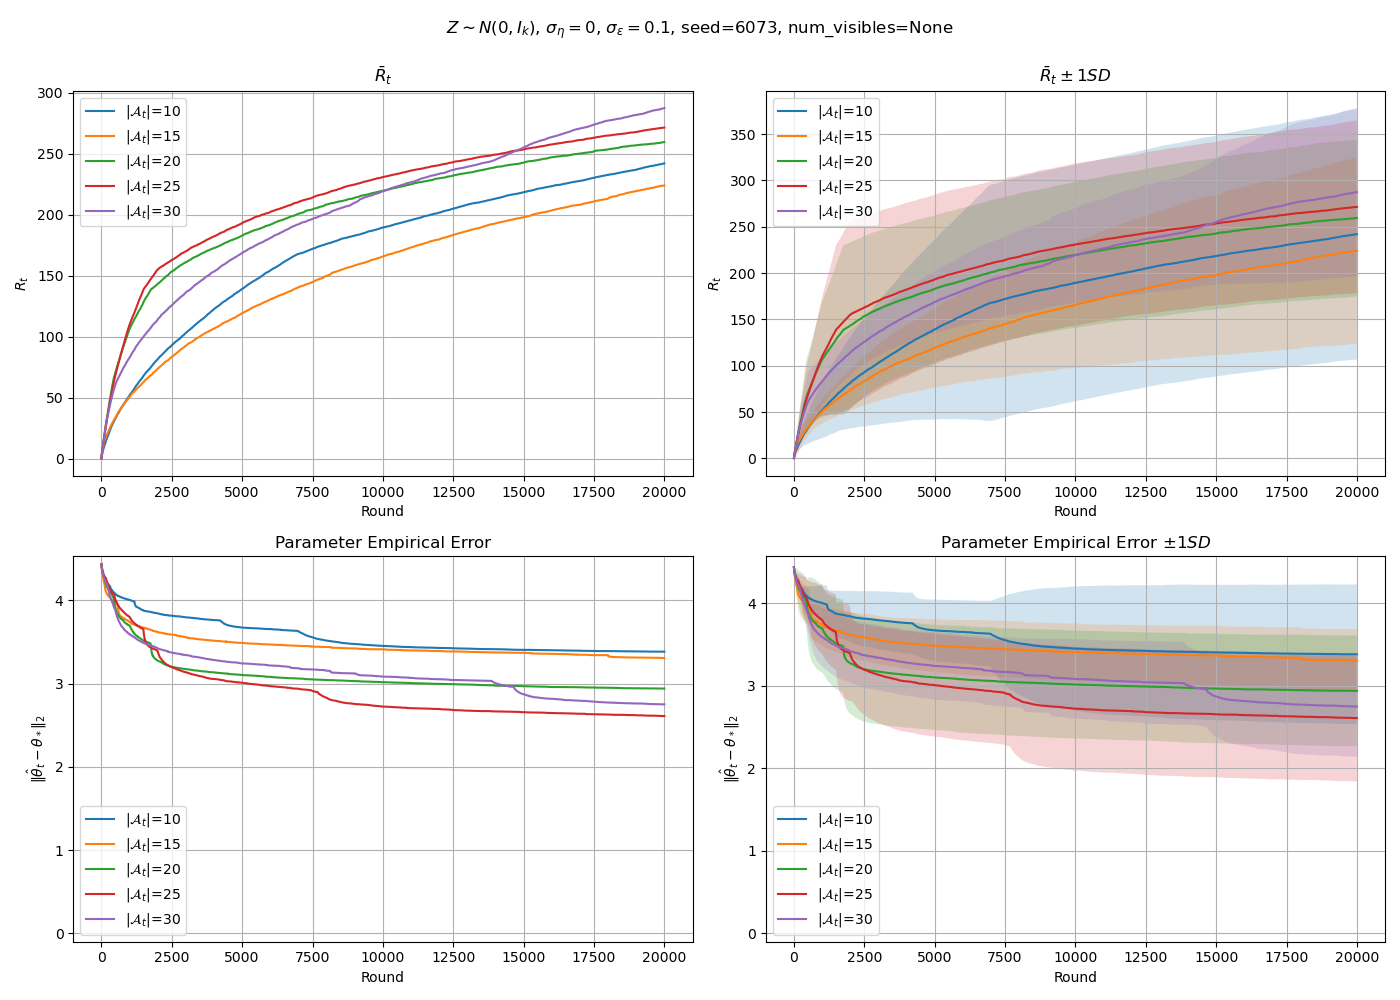 Z ∼ N(0, I_k), σ_η = 0, σ_ε = 0.1, seed=6073, num_visibles=None
R̄_t
R_t
300
250
200
150
100
50
0
|𝒜_t|=10
|𝒜_t|=15
|𝒜_t|=20
|𝒜_t|=25
|𝒜_t|=30
0 2500 5000 7500 10000 12500 15000 17500 20000
Round
R̄_t ± 1SD
R_t
350
300
250
200
150
100
50
0
|𝒜_t|=10
|𝒜_t|=15
|𝒜_t|=20
|𝒜_t|=25
|𝒜_t|=30
0 2500 5000 7500 10000 12500 15000 17500 20000
Round
Parameter Empirical Error
‖θ̂_t − θ_*‖_2
4
3
2
1
0
|𝒜_t|=10
|𝒜_t|=15
|𝒜_t|=20
|𝒜_t|=25
|𝒜_t|=30
0 2500 5000 7500 10000 12500 15000 17500 20000
Round
Parameter Empirical Error ±1SD
‖θ̂_t − θ_*‖_2
4
3
2
1
0
|𝒜_t|=10
|𝒜_t|=15
|𝒜_t|=20
|𝒜_t|=25
|𝒜_t|=30
0 2500 5000 7500 10000 12500 15000 17500 20000
Round